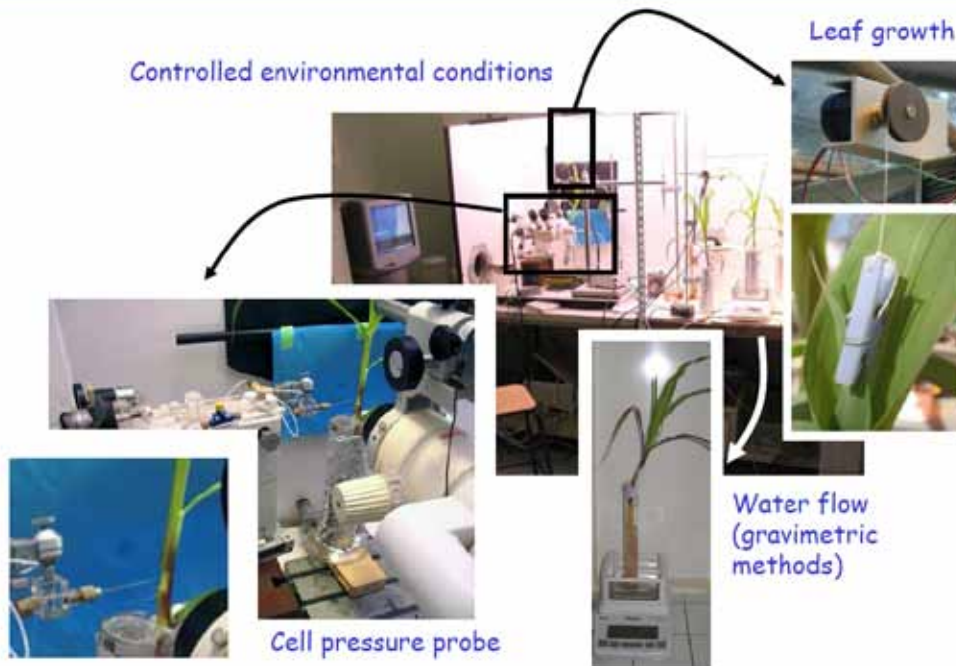 Leaf growth
Controlled environmental conditions
Water flow
(gravimetric
methods)
Cell pressure probe